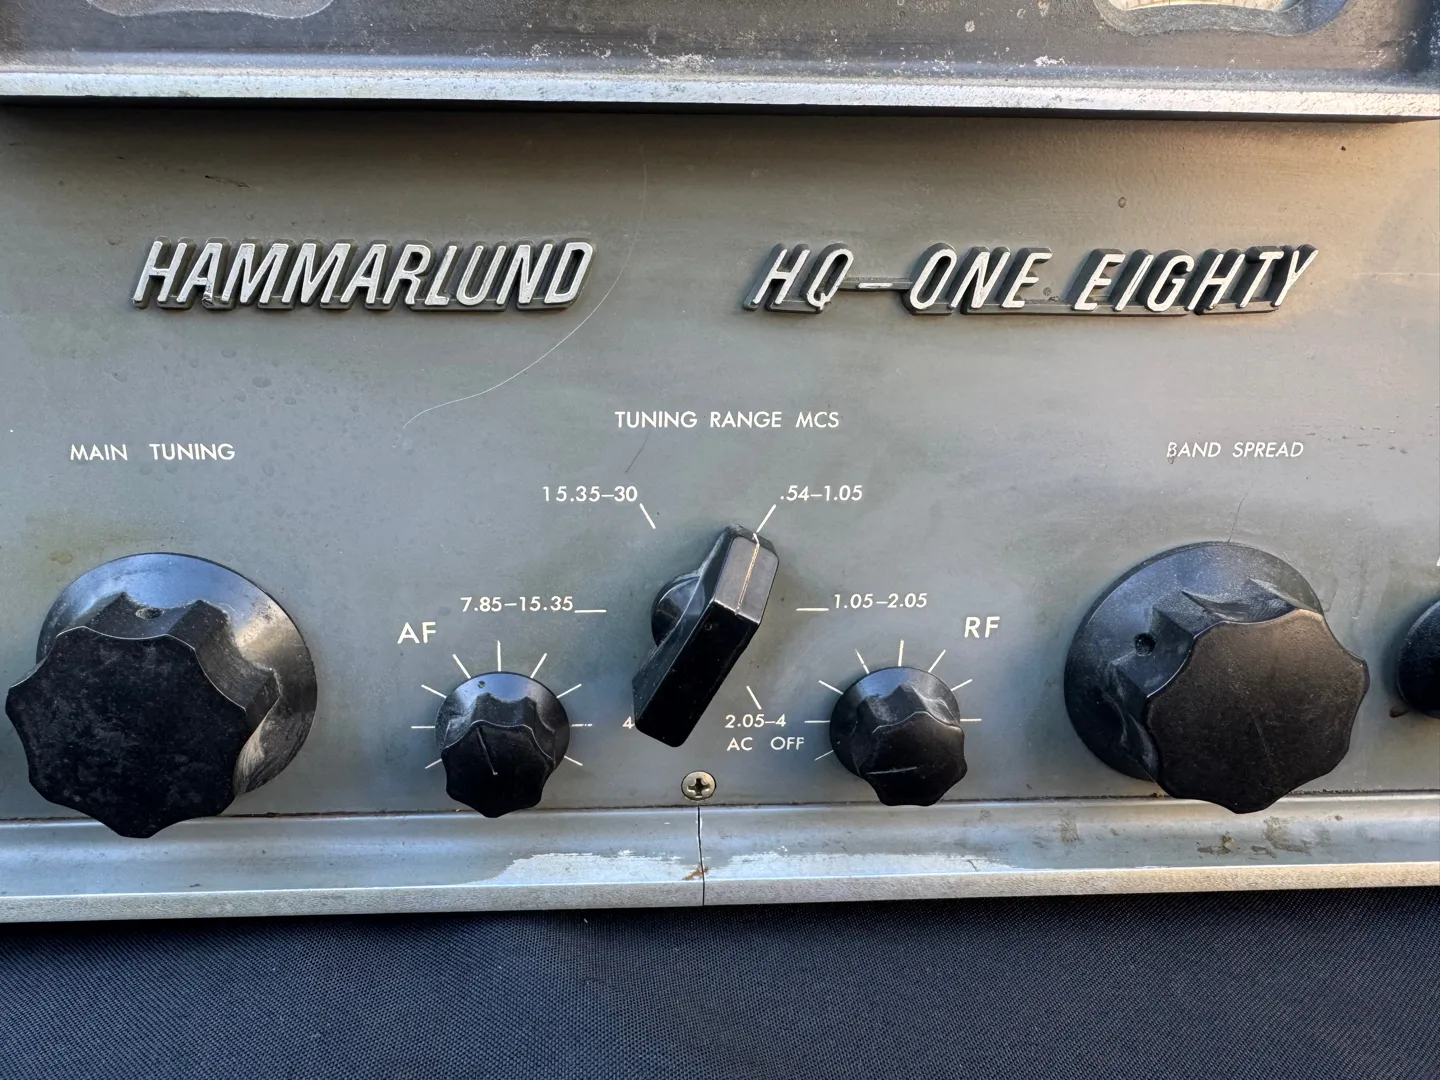 HAMMARLUND
HQ-ONE EIGHTY
TUNING RANGE MCS
MAIN TUNING
BAND SPREAD
15.35–30
.54–1.05
7.85–15.35
1.05–2.05
AF
RF
4
2.05–4
AC OFF